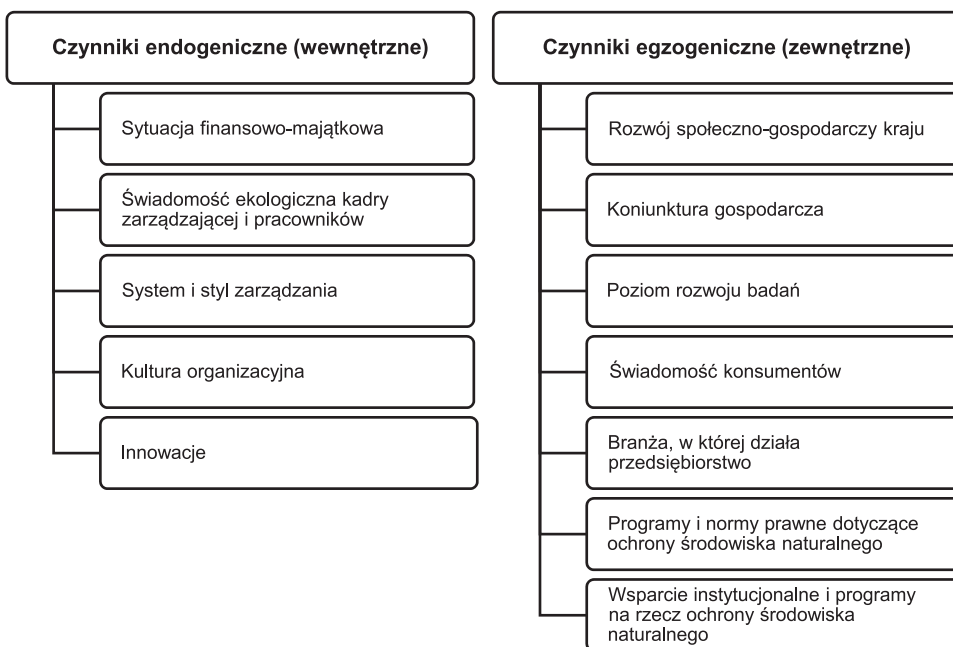 Czynniki endogeniczne (wewnętrzne)
Sytuacja finansowo-majątkowa
Świadomość ekologiczna kadry
zarządzającej i pracowników
System i styl zarządzania
Kultura organizacyjna
Innowacje
Czynniki egzogeniczne (zewnętrzne)
Rozwój społeczno-gospodarczy kraju
Koniunktura gospodarcza
Poziom rozwoju badań
Świadomość konsumentów
Branża, w której działa
przedsiębiorstwo
Programy i normy prawne dotyczące
ochrony środowiska naturalnego
Wsparcie instytucjonalne i programy
na rzecz ochrony środowiska
naturalnego